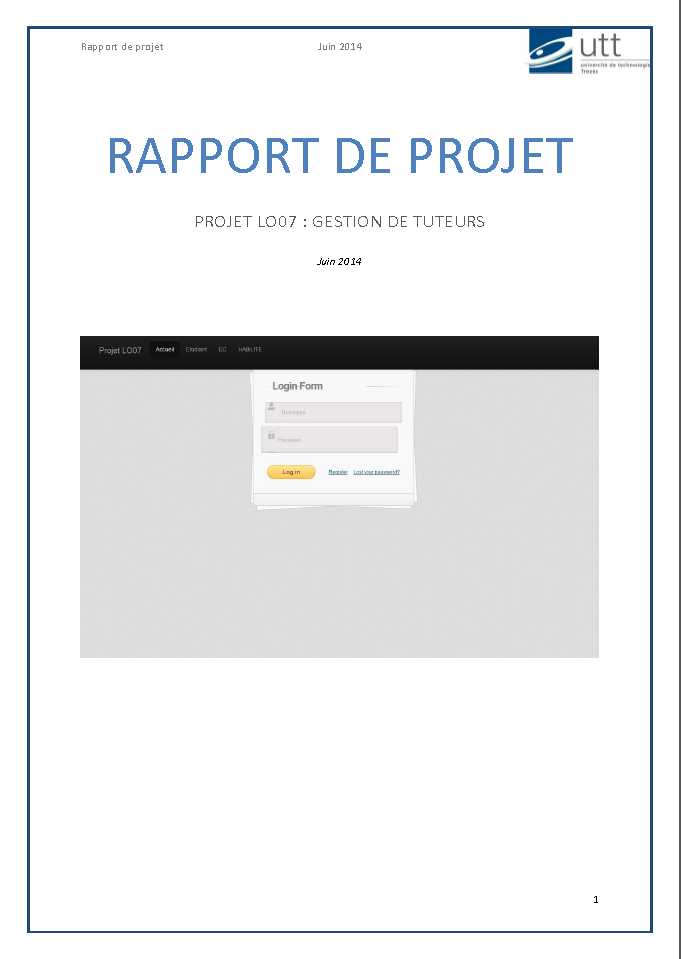 Rapport de projet Juin 2014
utt
université de technologie
Troyes
RAPPORT DE PROJET
PROJET LO07 : GESTION DE TUTEURS
Juin 2014
Projet LO07 Accueil Etudiant EC HABILITE
Login Form
Username
Password
Log in Register Lost your password?
1